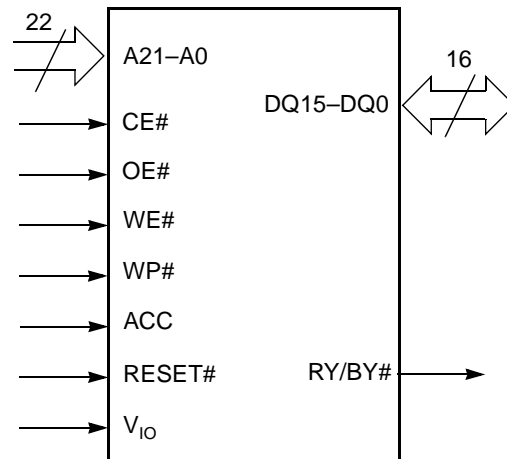 22
A21–A0
16
DQ15–DQ0
CE#
OE#
WE#
WP#
ACC
RESET#
RY/BY#
VIO